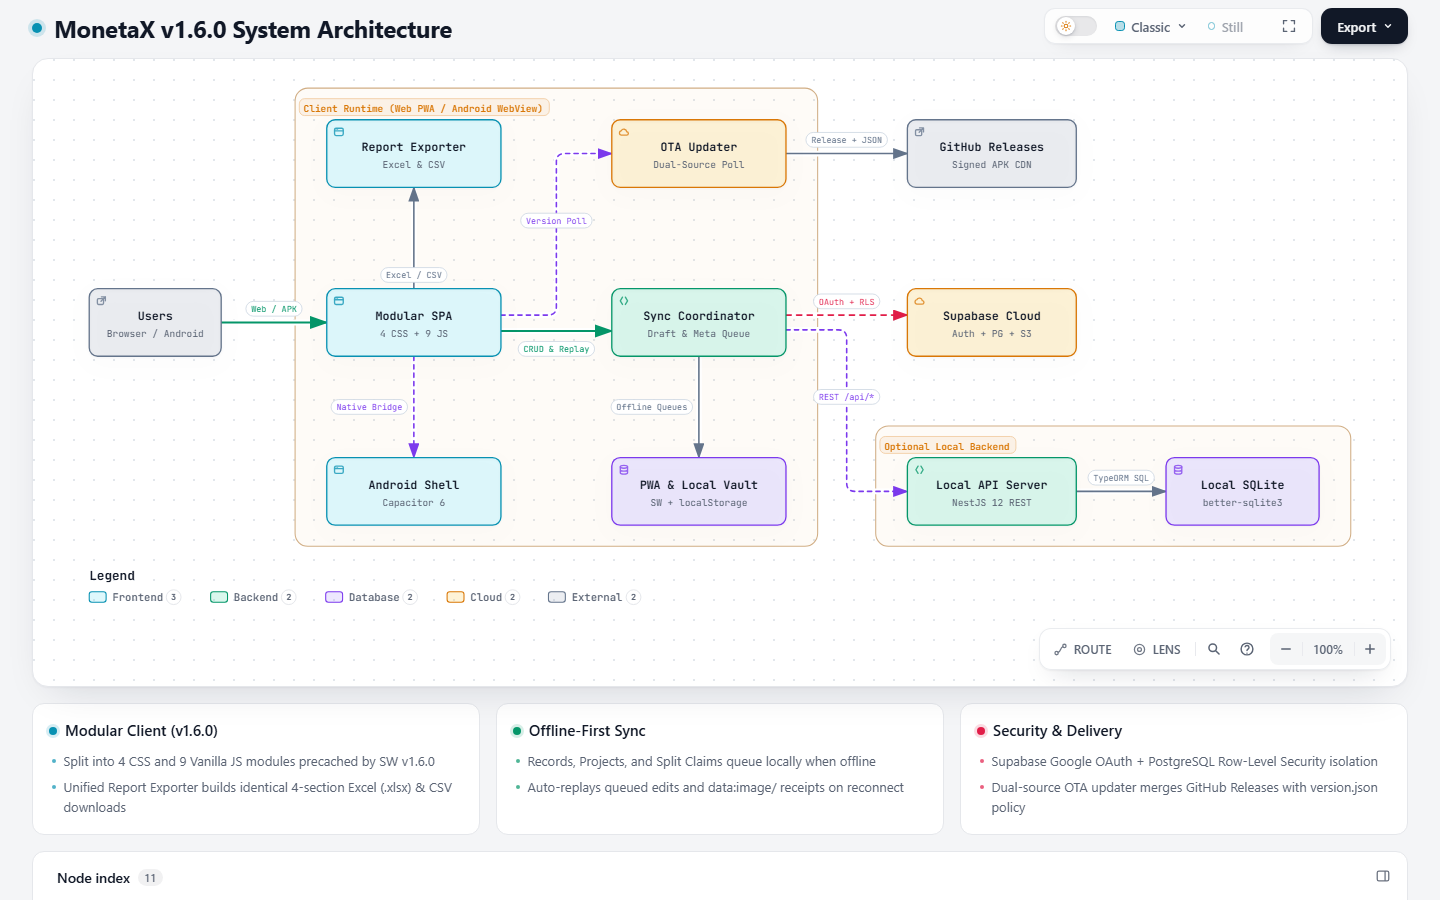 MonetaX v1.6.0 System Architecture
Classic
Still
Export
Client Runtime (Web PWA / Android WebView)
Report Exporter
Excel & CSV
OTA Updater
Dual-Source Poll
Release + JSON
GitHub Releases
Signed APK CDN
Version Poll
Excel / CSV
Users
Browser / Android
Web / APK
Modular SPA
4 CSS + 9 JS
CRUD & Replay
Sync Coordinator
Draft & Meta Queue
OAuth + RLS
Supabase Cloud
Auth + PG + S3
Native Bridge
Offline Queues
REST /api/*
Optional Local Backend
Android Shell
Capacitor 6
PWA & Local Vault
SW + localStorage
Local API Server
NestJS 12 REST
TypeORM SQL
Local SQLite
better-sqlite3
Legend
Frontend 3
Backend 2
Database 2
Cloud 2
External 2
ROUTE
LENS
100%
Modular Client (v1.6.0)
Split into 4 CSS and 9 Vanilla JS modules precached by SW v1.6.0
Unified Report Exporter builds identical 4-section Excel (.xlsx) & CSV
downloads
Offline-First Sync
Records, Projects, and Split Claims queue locally when offline
Auto-replays queued edits and data:image/ receipts on reconnect
Security & Delivery
Supabase Google OAuth + PostgreSQL Row-Level Security isolation
Dual-source OTA updater merges GitHub Releases with version.json
policy
Node index 11